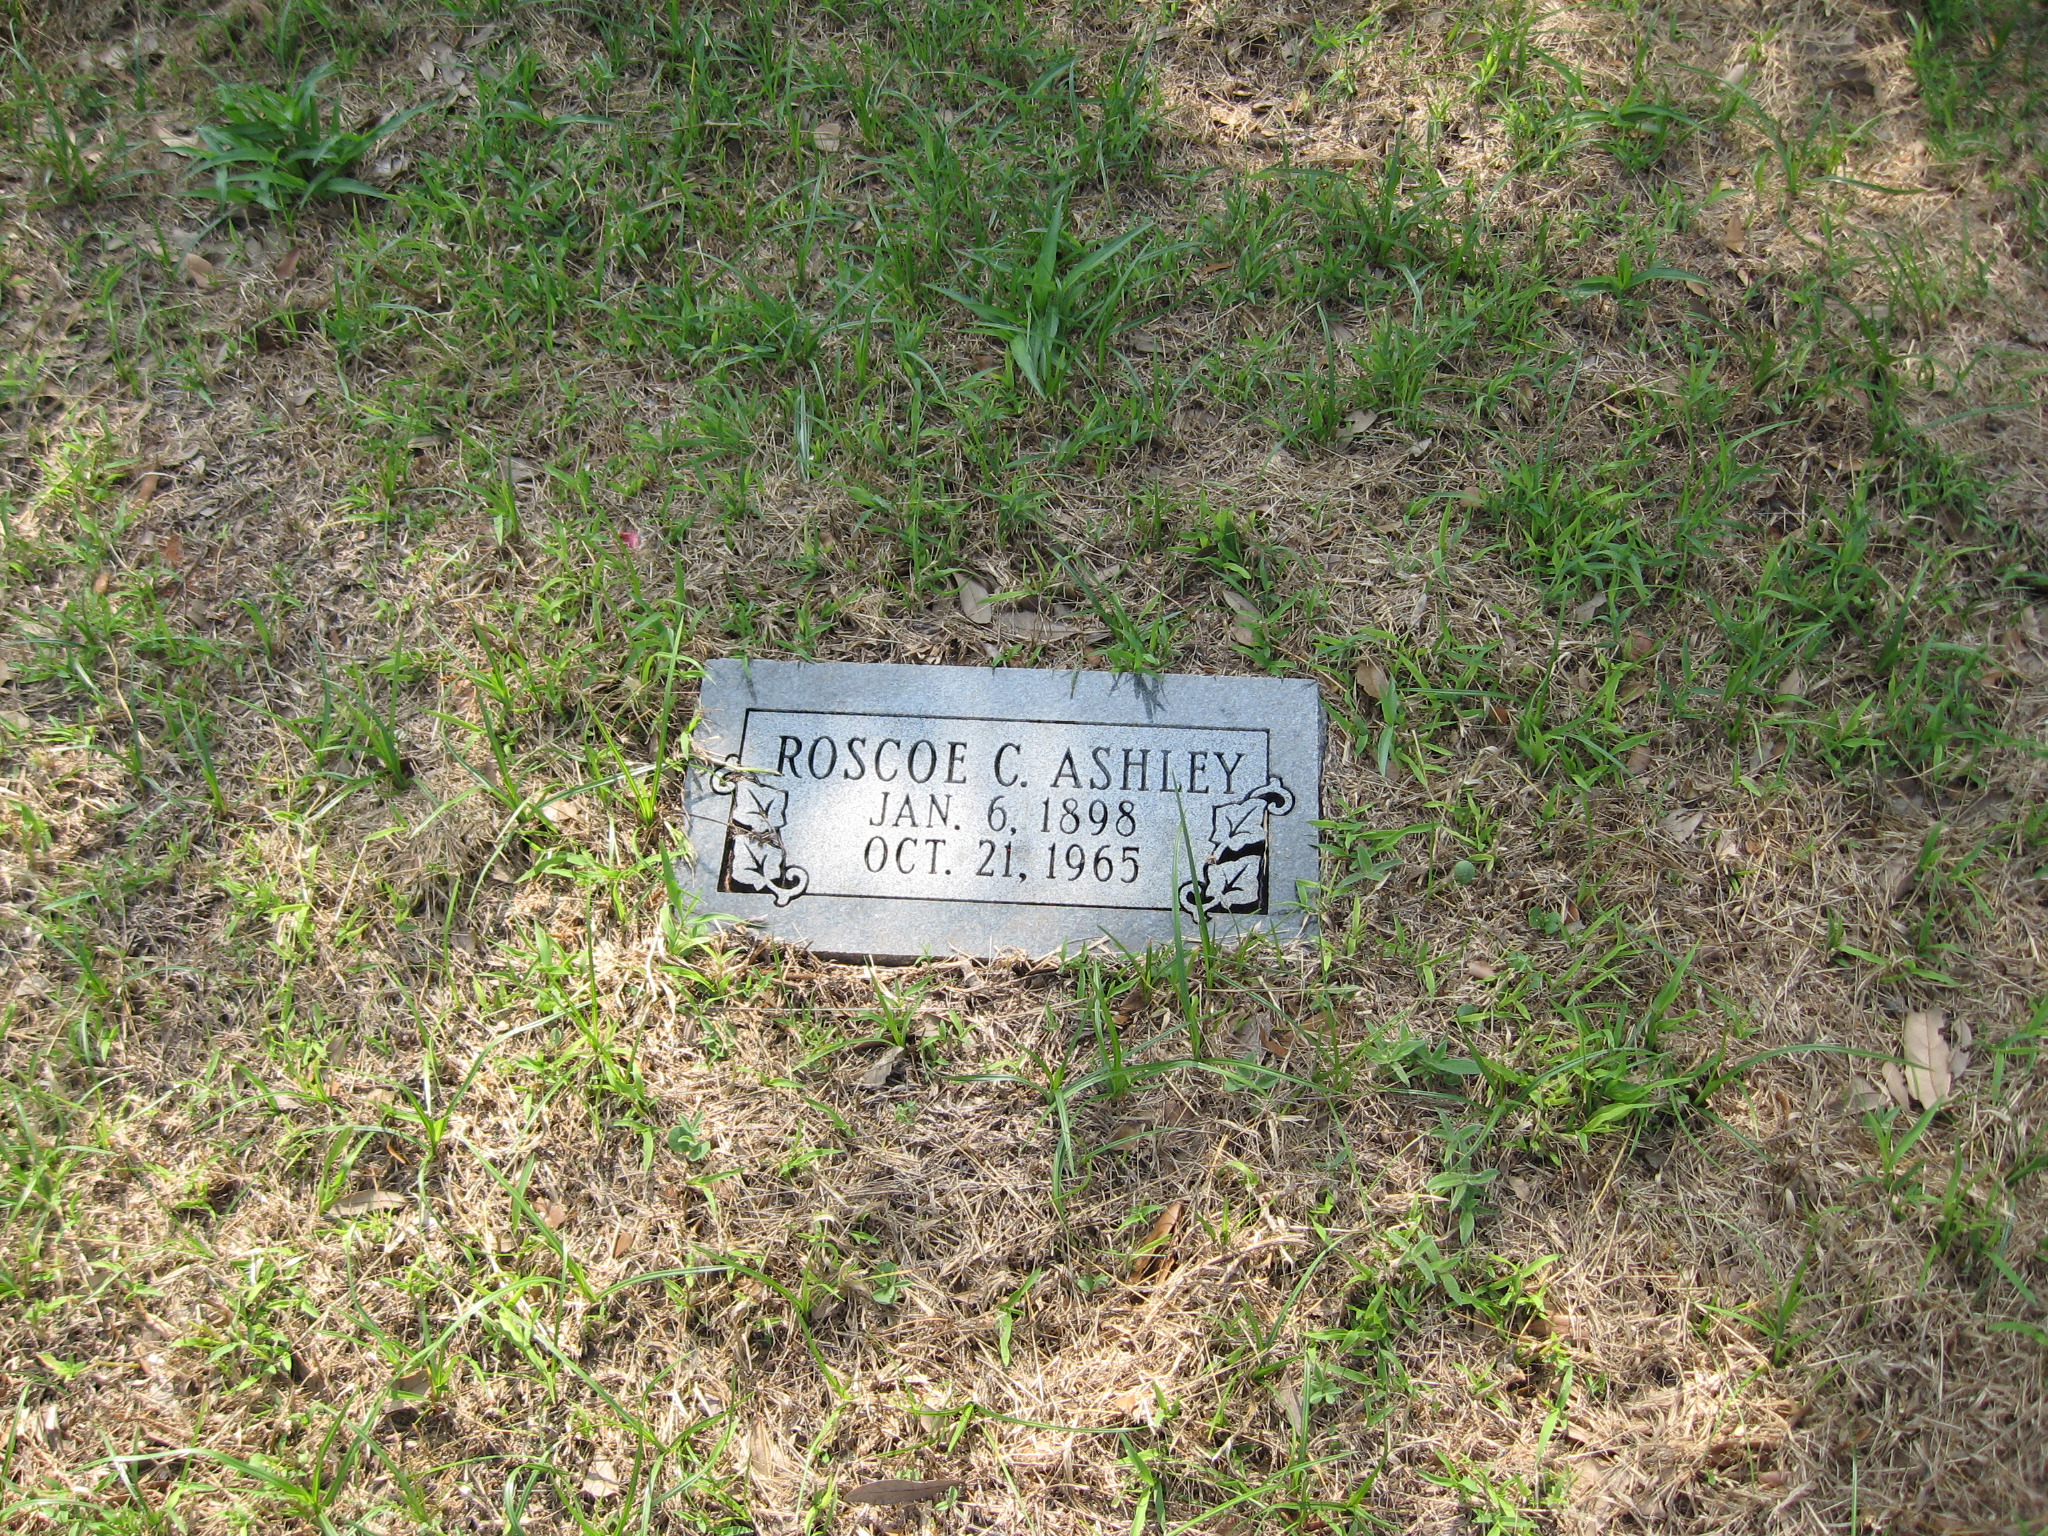 ROSCOE C. ASHLEY
JAN. 6, 1898
OCT. 21, 1965